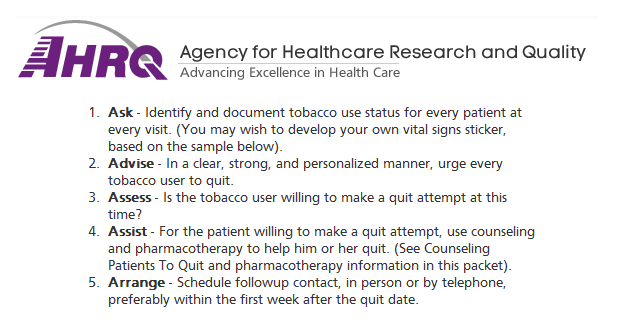 AHRQ
Agency for Healthcare Research and Quality
Advancing Excellence in Health Care
1. Ask - Identify and document tobacco use status for every patient at
every visit. (You may wish to develop your own vital signs sticker,
based on the sample below).
2. Advise - In a clear, strong, and personalized manner, urge every
tobacco user to quit.
3. Assess - Is the tobacco user willing to make a quit attempt at this
time?
4. Assist - For the patient willing to make a quit attempt, use counseling
and pharmacotherapy to help him or her quit. (See Counseling
Patients To Quit and pharmacotherapy information in this packet).
5. Arrange - Schedule followup contact, in person or by telephone,
preferably within the first week after the quit date.